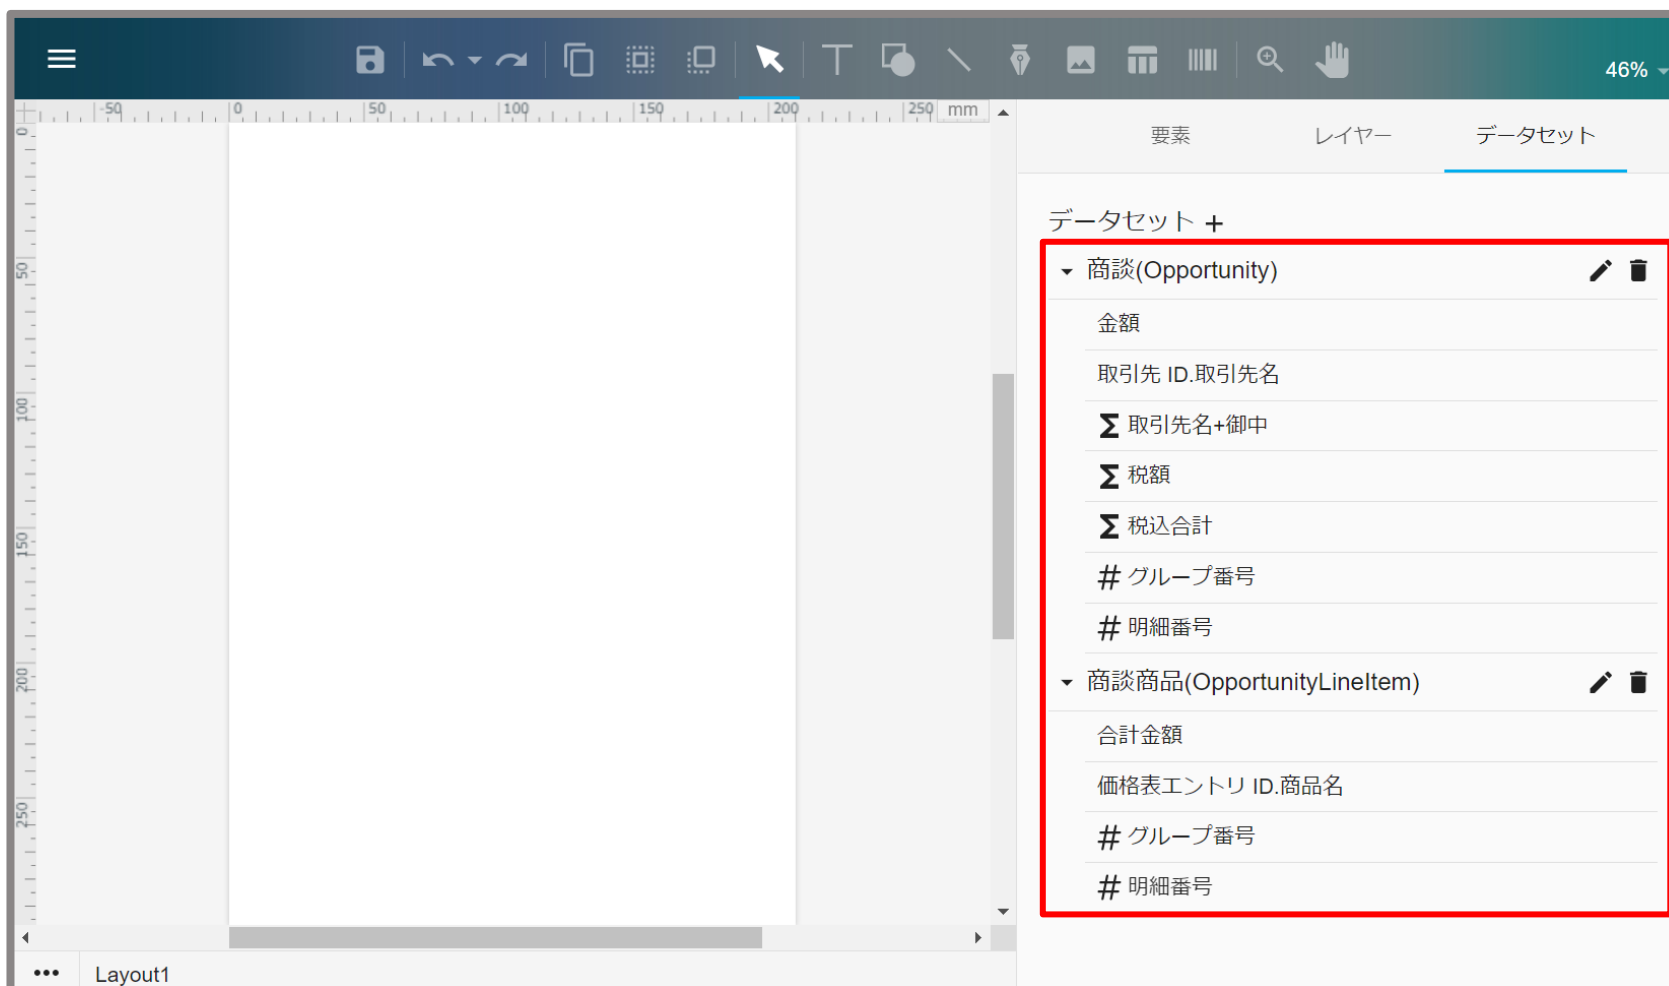 46%
-50 0 50 100 150 200 250 mm
要素 レイヤー データセット
0
50
100
150
200
250
データセット +
商談(Opportunity)
金額
取引先 ID.取引先名
Σ 取引先名+御中
Σ 税額
Σ 税込合計
# グループ番号
# 明細番号
商談商品(OpportunityLineItem)
合計金額
価格表エントリ ID.商品名
# グループ番号
# 明細番号
••• Layout1